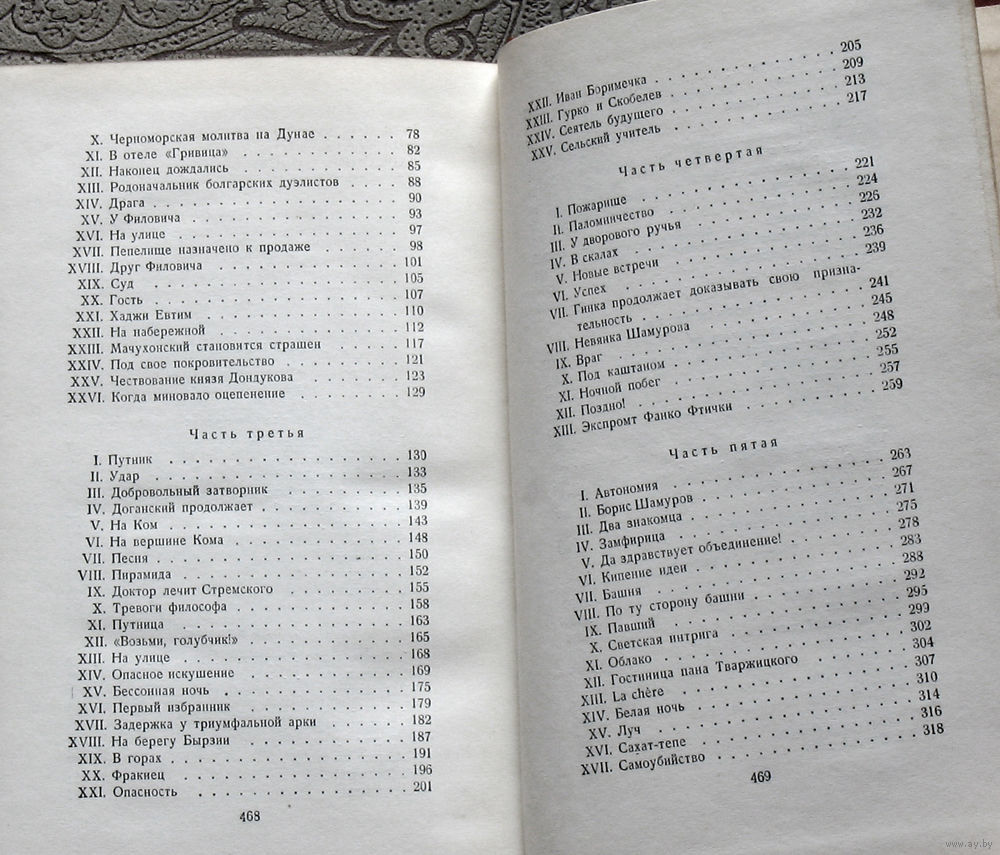 X. Черноморская молитва на Дунае . . . . . . 78
XI. В отеле «Гривица» . . . . . . . . . . . 82
XII. Наконец дождались . . . . . . . . . . . 85
XIII. Родоначальник болгарских дуэлистов . . . . 88
XIV. Драга . . . . . . . . . . . . . . . . . 90
XV. У Филовича . . . . . . . . . . . . . . . 93
XVI. На улице . . . . . . . . . . . . . . . 97
XVII. Пепелище назначено к продаже . . . . . . 98
XVIII. Друг Филовича . . . . . . . . . . . . 101
XIX. Суд . . . . . . . . . . . . . . . . . . 105
XX. Гость . . . . . . . . . . . . . . . . . 107
XXI. Хаджи Евтим . . . . . . . . . . . . . . 110
XXII. На набережной . . . . . . . . . . . . 112
XXIII. Мачухонский становится страшен . . . . . 117
XXIV. Под свое покровительство . . . . . . . . 121
XXV. Чествование князя Дондукова . . . . . . 123
XXVI. Когда миновало оцепенение . . . . . . . 129
Часть третья
I. Путник . . . . . . . . . . . . . . . . . 130
II. Удар . . . . . . . . . . . . . . . . . 133
III. Добровольный затворник . . . . . . . . 135
IV. Доганский продолжает . . . . . . . . . . 139
V. На Ком . . . . . . . . . . . . . . . . . 143
VI. На вершине Кома . . . . . . . . . . . . 148
VII. Песня . . . . . . . . . . . . . . . . . 150
VIII. Пирамида . . . . . . . . . . . . . . . 152
IX. Доктор лечит Стремского . . . . . . . . 155
X. Тревоги философа . . . . . . . . . . . . 158
XI. Путница . . . . . . . . . . . . . . . . 163
XII. «Возьми, голубчик!» . . . . . . . . . . 165
XIII. На улице . . . . . . . . . . . . . . . 168
XIV. Опасное искушение . . . . . . . . . . . 169
XV. Бессонная ночь . . . . . . . . . . . . . 175
XVI. Первый избранник . . . . . . . . . . . 179
XVII. Задержка у триумфальной арки . . . . . . 182
XVIII. На берегу Бырзии . . . . . . . . . . . 187
XIX. В горах . . . . . . . . . . . . . . . . 191
XX. Фракиец . . . . . . . . . . . . . . . . 196
XXI. Опасность . . . . . . . . . . . . . . . 201
468
XXII. Иван Боримечка . . . . . . . . . . . . 205
XXIII. Гурко и Скобелев . . . . . . . . . . . 209
XXIV. Сеятель будущего . . . . . . . . . . . 213
XXV. Сельский учитель . . . . . . . . . . . . 217
Часть четвертая
I. Пожарище . . . . . . . . . . . . . . . . 221
II. Паломничество . . . . . . . . . . . . . 224
III. У дворового ручья . . . . . . . . . . . 226
IV. В скалах . . . . . . . . . . . . . . . . 232
V. Новые встречи . . . . . . . . . . . . . . 236
VI. Успех . . . . . . . . . . . . . . . . . 239
VII. Гинка продолжает доказывать свою призна-
тельность . . . . . . . . . . . . . . . . . 241
VIII. Невянка Шамурова . . . . . . . . . . . 245
IX. Враг . . . . . . . . . . . . . . . . . . 248
X. Под каштаном . . . . . . . . . . . . . . 252
XI. Ночной побег . . . . . . . . . . . . . . 255
XII. Поздно! . . . . . . . . . . . . . . . . 257
XIII. Экспромт Фанко Фтички . . . . . . . . . 259
Часть пятая
I. Автономия . . . . . . . . . . . . . . . . 263
II. Борис Шамуров . . . . . . . . . . . . . 267
III. Два знакомца . . . . . . . . . . . . . 271
IV. Замфирица . . . . . . . . . . . . . . . 275
V. Да здравствует объединение! . . . . . . . 278
VI. Кипение идеи . . . . . . . . . . . . . . 283
VII. Башня . . . . . . . . . . . . . . . . . 288
VIII. По ту сторону башни . . . . . . . . . . 292
IX. Павший . . . . . . . . . . . . . . . . . 295
X. Светская интрига . . . . . . . . . . . . 299
XI. Облако . . . . . . . . . . . . . . . . . 302
XII. Гостиница пана Тваржицкого . . . . . . . 304
XIII. La chère . . . . . . . . . . . . . . . 307
XIV. Белая ночь . . . . . . . . . . . . . . 310
XV. Луч . . . . . . . . . . . . . . . . . . 314
XVI. Сахат-тепе . . . . . . . . . . . . . . 316
XVII. Самоубийство . . . . . . . . . . . . . 318
469
www.ay.by